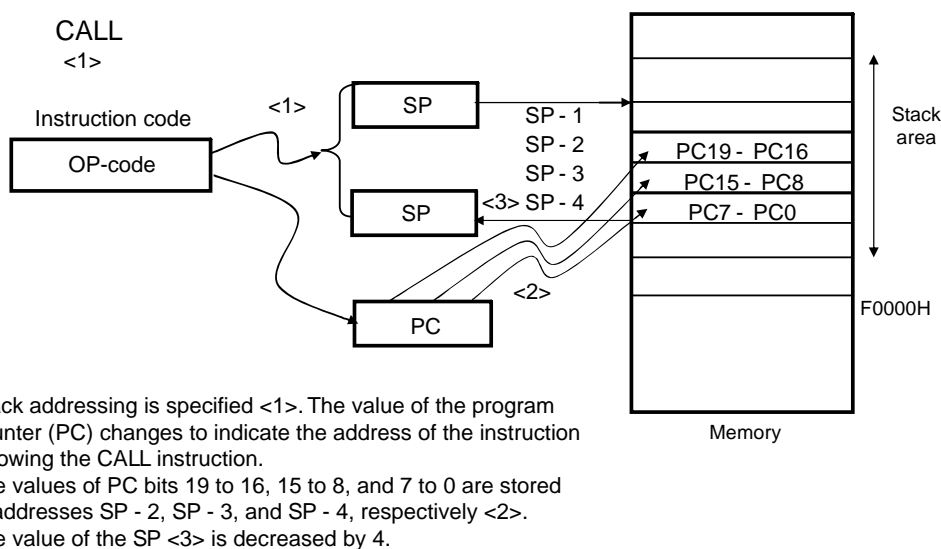 CALL
<1>
Instruction code
OP-code
<1>
SP
SP
PC
SP - 1
SP - 2
SP - 3
<3> SP - 4
<2>
PC19 - PC16
PC15 - PC8
PC7 - PC0
Stack
area
F0000H
Memory
ack addressing is specified <1>. The value of the program
unter (PC) changes to indicate the address of the instruction
owing the CALL instruction.
e values of PC bits 19 to 16, 15 to 8, and 7 to 0 are stored
addresses SP - 2, SP - 3, and SP - 4, respectively <2>.
e value of the SP <3> is decreased by 4.